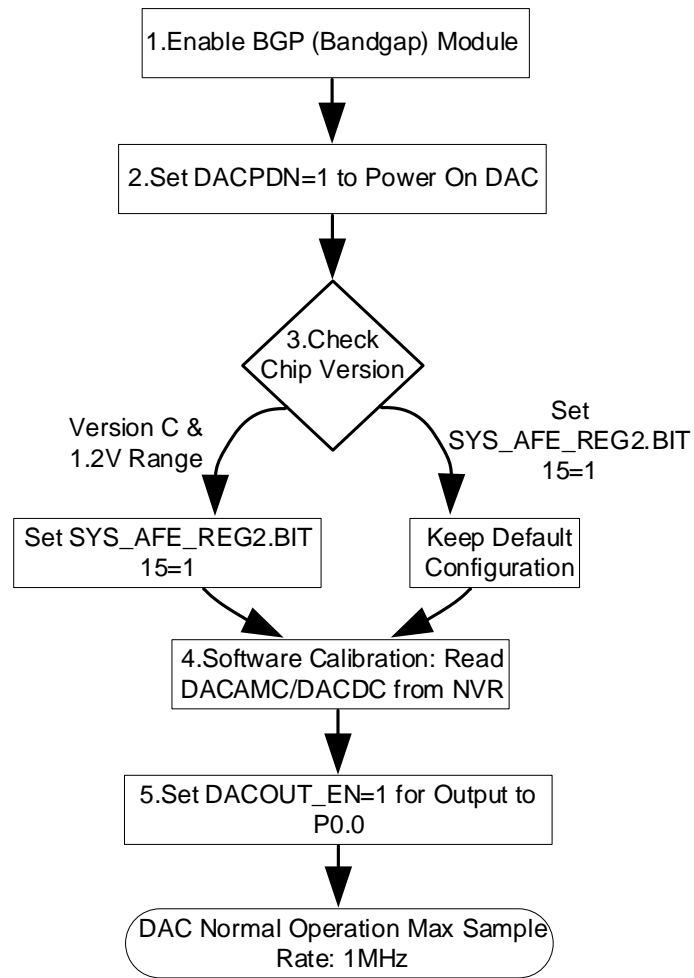 1.Enable BGP (Bandgap) Module
2.Set DACPDN=1 to Power On DAC
3.Check
Chip Version
Version C &
1.2V Range
Set
SYS_AFE_REG2.BIT
15=1
Set SYS_AFE_REG2.BIT
15=1
Keep Default
Configuration
4.Software Calibration: Read
DACAMC/DACDC from NVR
5.Set DACOUT_EN=1 for Output to
P0.0
DAC Normal Operation Max Sample
Rate: 1MHz